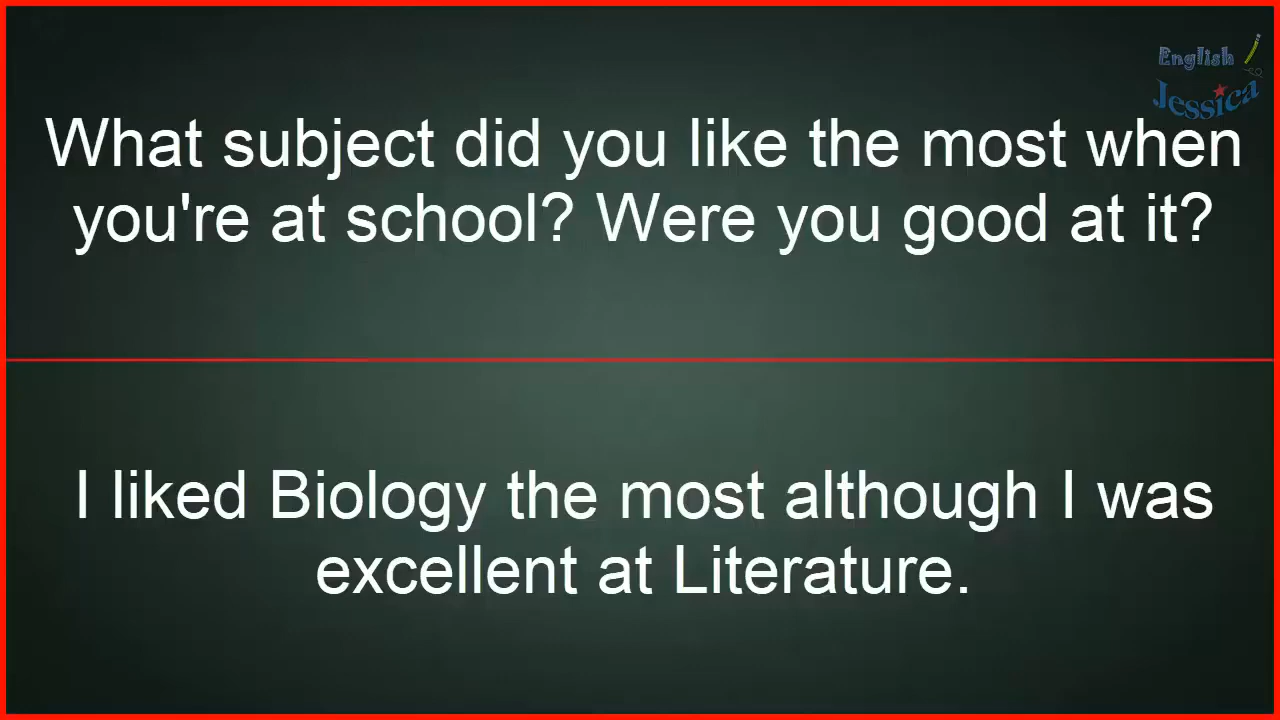 English
Jessica
What subject did you like the most when
you're at school? Were you good at it?
I liked Biology the most although I was
excellent at Literature.